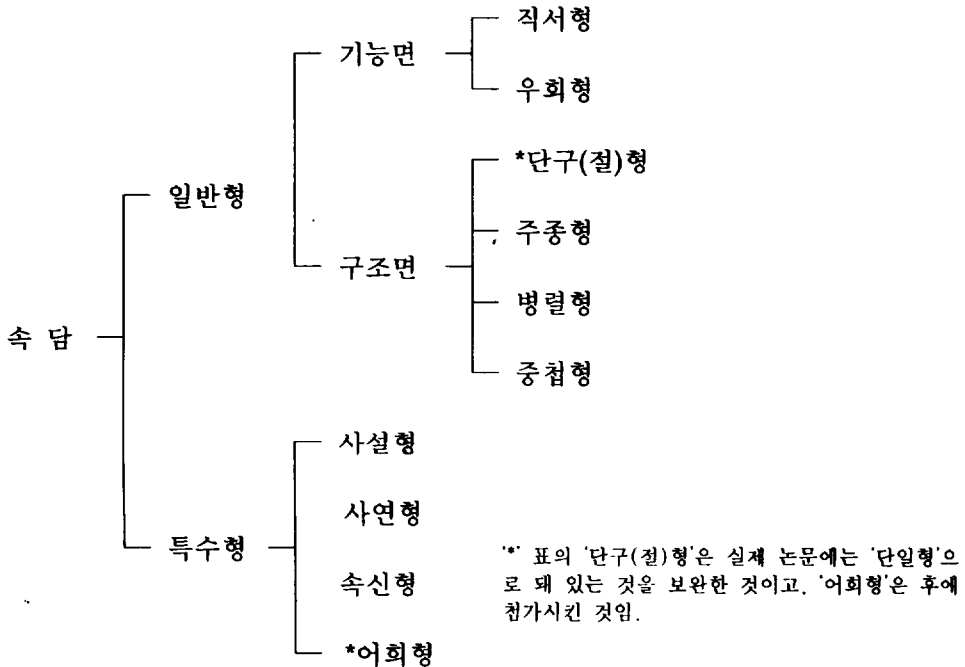 직서형
기능면
우회형
*단구(절)형
일반형
주종형
구조면
병렬형
속 담
중첩형
사설형
사연형
특수형
'*' 표의 '단구(절)형'은 실제 논문에는 '단일형'으
로 돼 있는 것을 보완한 것이고, '어희형'은 후에
첨가시킨 것임.
속신형
*어희형